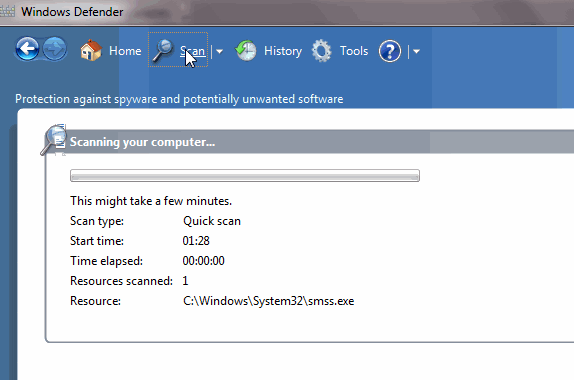 Windows Defender
Home Scan History Tools ?
Protection against spyware and potentially unwanted software
Scanning your computer...
This might take a few minutes.
Scan type: Quick scan
Start time: 01:28
Time elapsed: 00:00:00
Resources scanned: 1
Resource: C:\Windows\System32\smss.exe